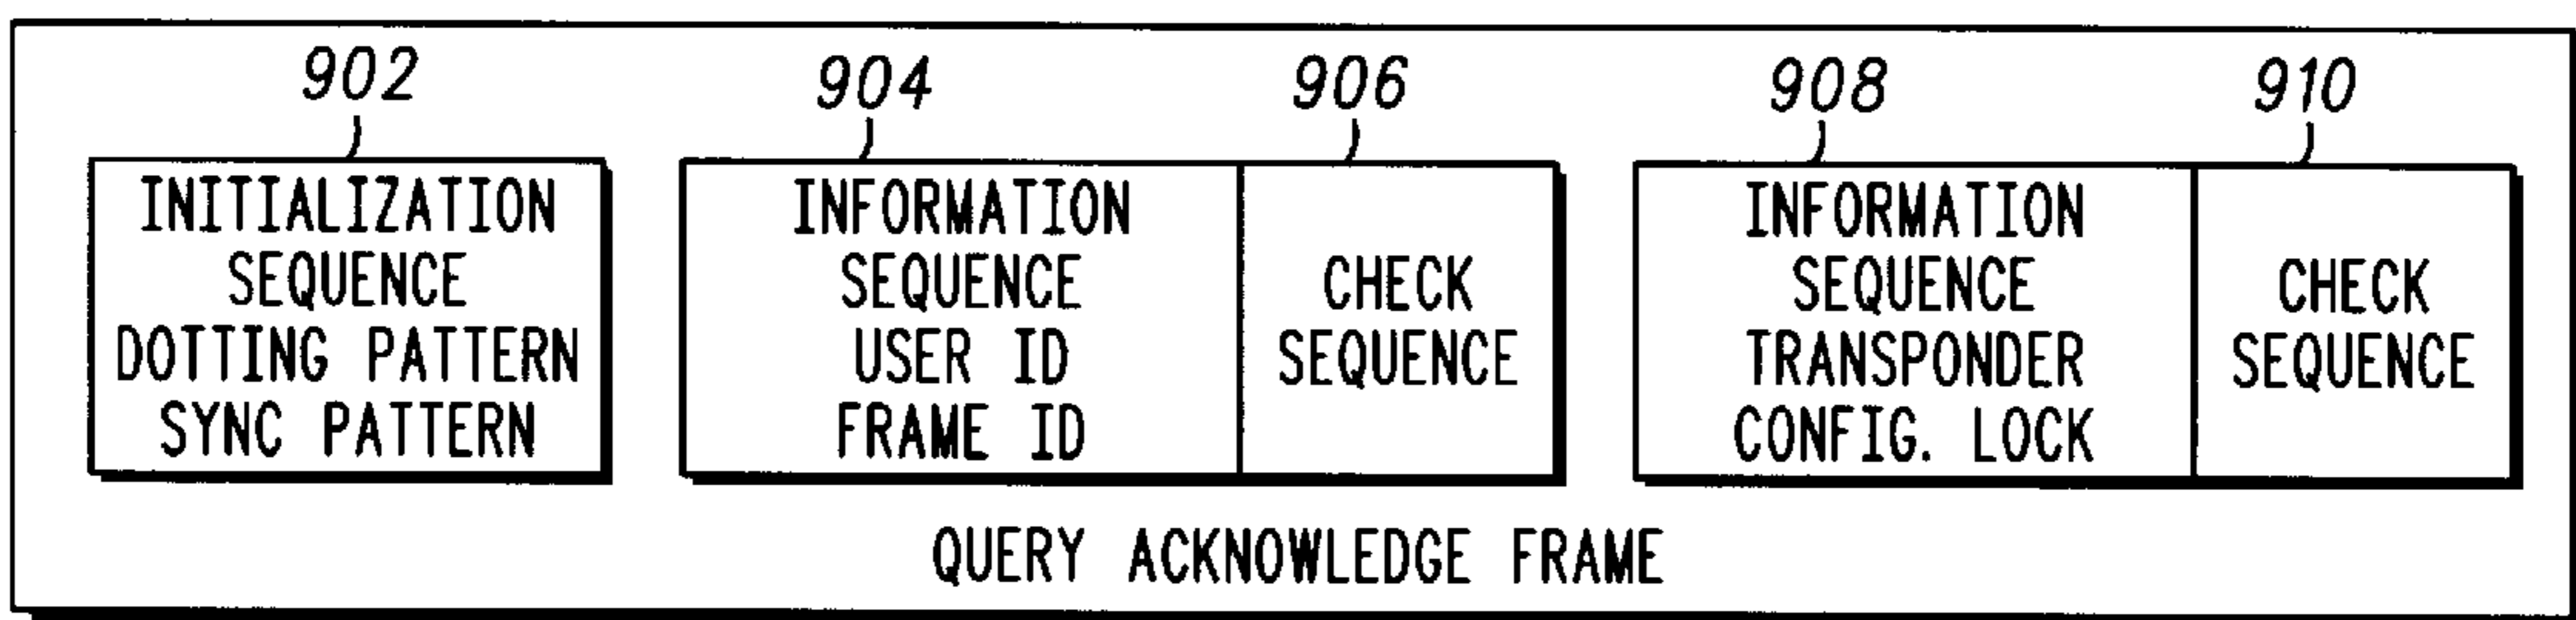 902
904
906
908
910
INITIALIZATION
SEQUENCE
DOTTING PATTERN
SYNC PATTERN
INFORMATION
SEQUENCE
USER ID
FRAME ID
CHECK
SEQUENCE
INFORMATION
SEQUENCE
TRANSPONDER
CONFIG. LOCK
CHECK
SEQUENCE
QUERY ACKNOWLEDGE FRAME